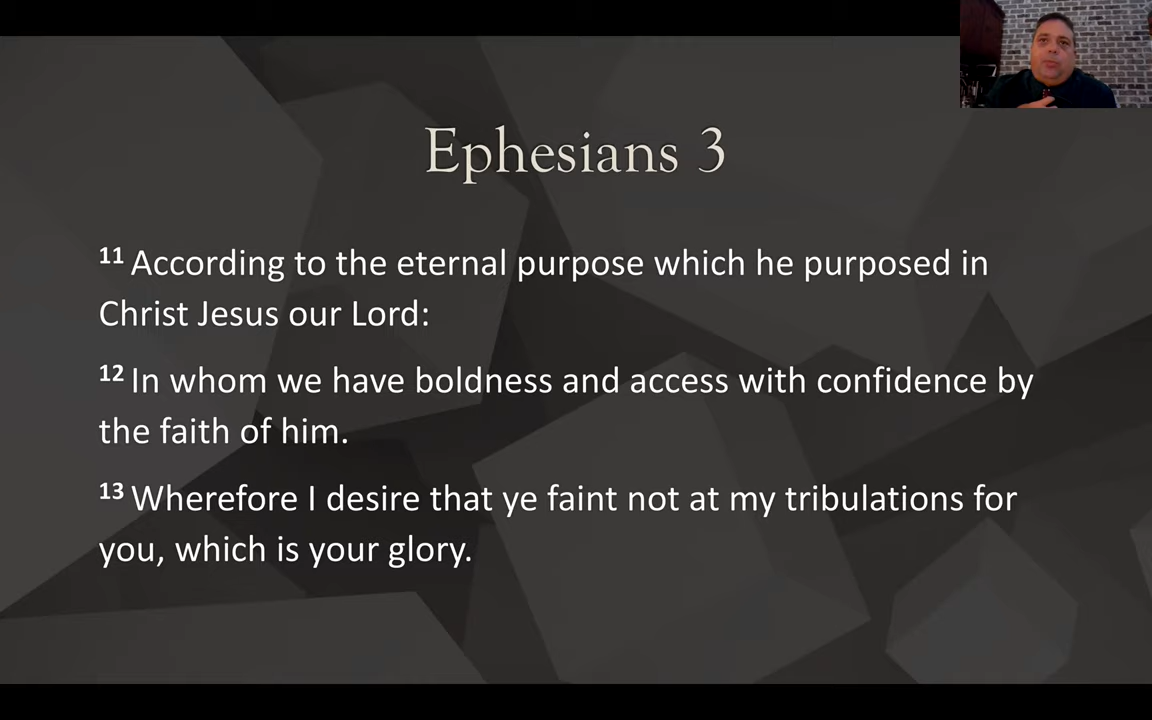 Ephesians 3
11 According to the eternal purpose which he purposed in
Christ Jesus our Lord:
12 In whom we have boldness and access with confidence by
the faith of him.
13 Wherefore I desire that ye faint not at my tribulations for
you, which is your glory.